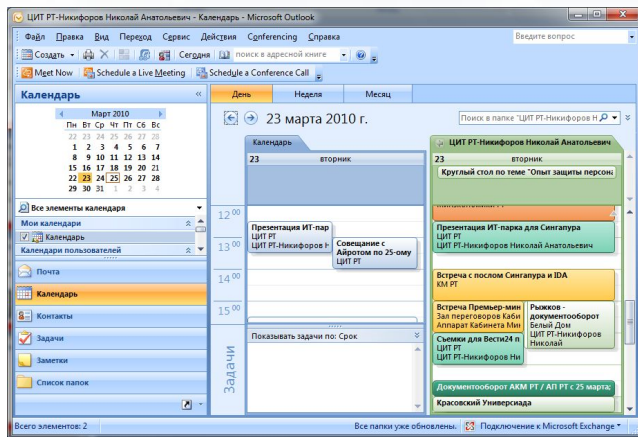 ЦИТ РТ-Никифоров Николай Анатольевич - Календарь - Microsoft Outlook
Файл Правка Вид Переход Сервис Действия Conferencing Справка
Введите вопрос
Создать
Сегодня
поиск в адресной книге
Meet Now Schedule a Live Meeting Schedule a Conference Call
Календарь «
Март 2010
Пн Вт Ср Чт Пт Сб Вс
22 23 24 25 26 27 28
1 2 3 4 5 6 7
8 9 10 11 12 13 14
15 16 17 18 19 20 21
22 23 24 25 26 27 28
29 30 31 1 2 3 4
Все элементы календаря
Мои календари
Календарь
Календари пользователей
Почта
Календарь
Контакты
Задачи
Заметки
Список папок
День Неделя Месяц
23 марта 2010 г.
Поиск в папке "ЦИТ РТ-Никифоров Н
Календарь
23 вторник
12 00
13 00
14 00
15 00
Презентация ИТ-пар
ЦИТ РТ
ЦИТ РТ-Никифоров Н
Совещание с
Айротом по 25-ому
ЦИТ РТ
Задачи
Показывать задачи по: Срок
ЦИТ РТ-Никифоров Николай Анатольевич
23 вторник
Круглый стол по теме "Опыт защиты персона
Презентация ИТ-парка для Сингапура
ЦИТ РТ
ЦИТ РТ-Никифоров Николай Анатольевич
Встреча с послом Сингапура и IDA
КМ РТ
Встреча Премьер-мин
Зал переговоров Каби
Аппарат Кабинета Мин
Рыжков -
документооборот
Белый Дом
ЦИТ РТ-Никифоров
Николай
Съемки для Вести24 п
ЦИТ РТ
ЦИТ РТ-Никифоров Ни
Документооборот АКМ РТ / АП РТ с 25 марта;
Красовский Универсиада
Всего элементов: 2
Все папки уже обновлены.
Подключение к Microsoft Exchange